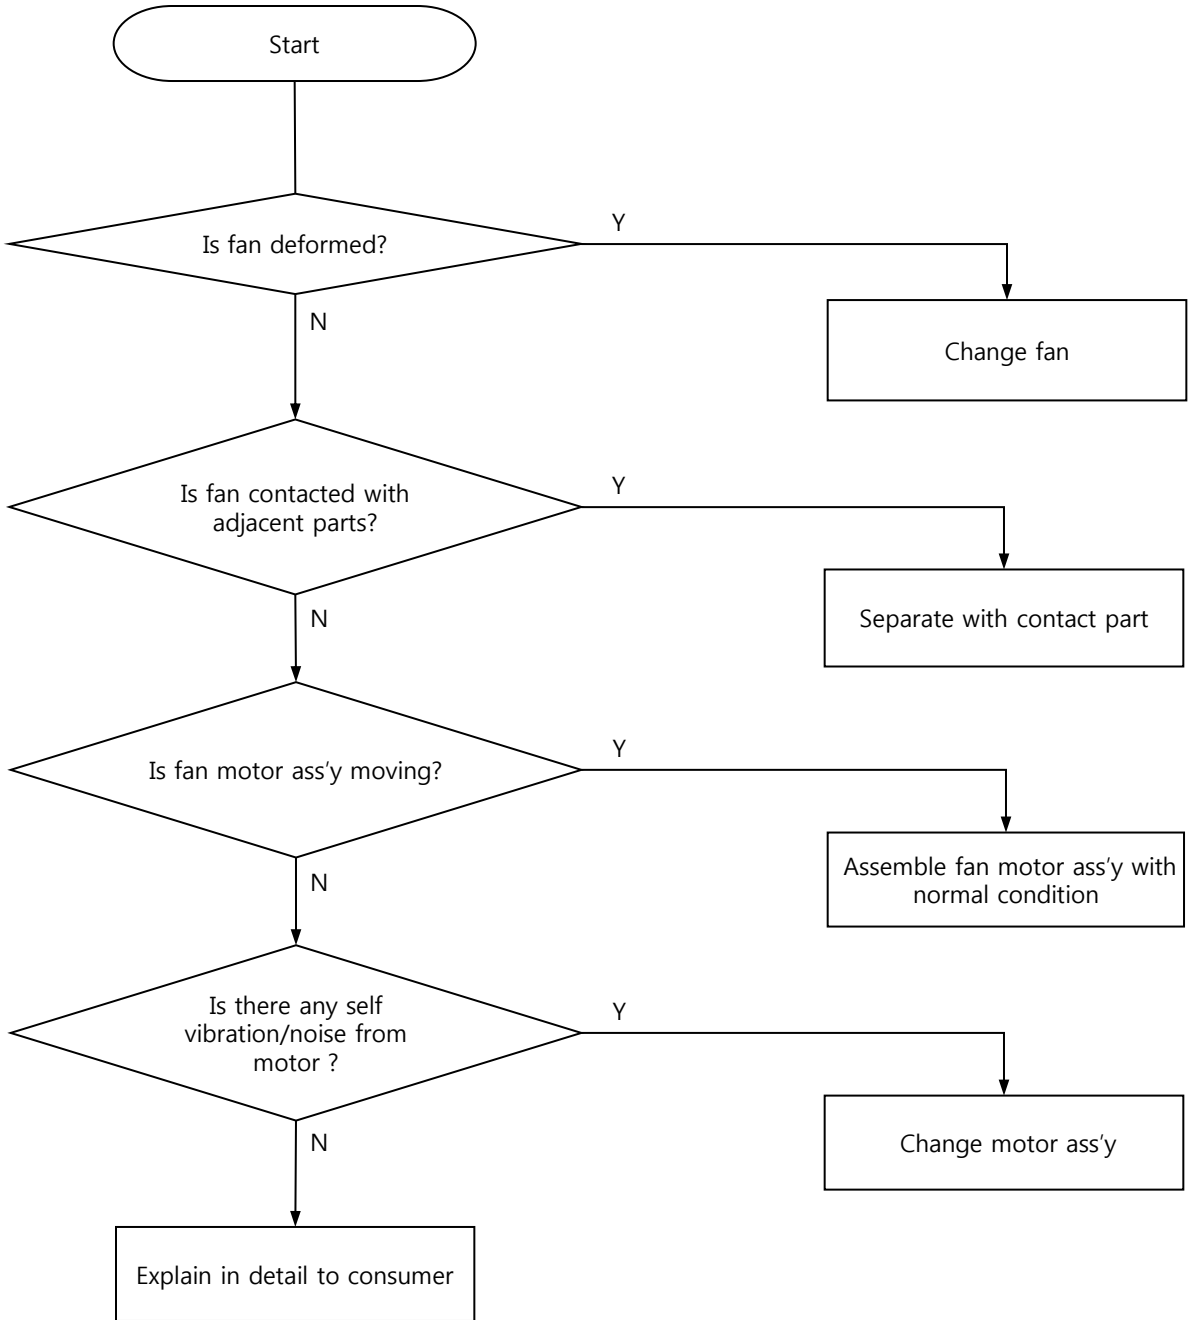 Start
Is fan deformed?
Y
N
Change fan
Is fan contacted with
adjacent parts?
Y
N
Separate with contact part
Is fan motor ass’y moving?
Y
N
Assemble fan motor ass’y with
normal condition
Is there any self
vibration/noise from
motor ?
Y
N
Change motor ass’y
Explain in detail to consumer